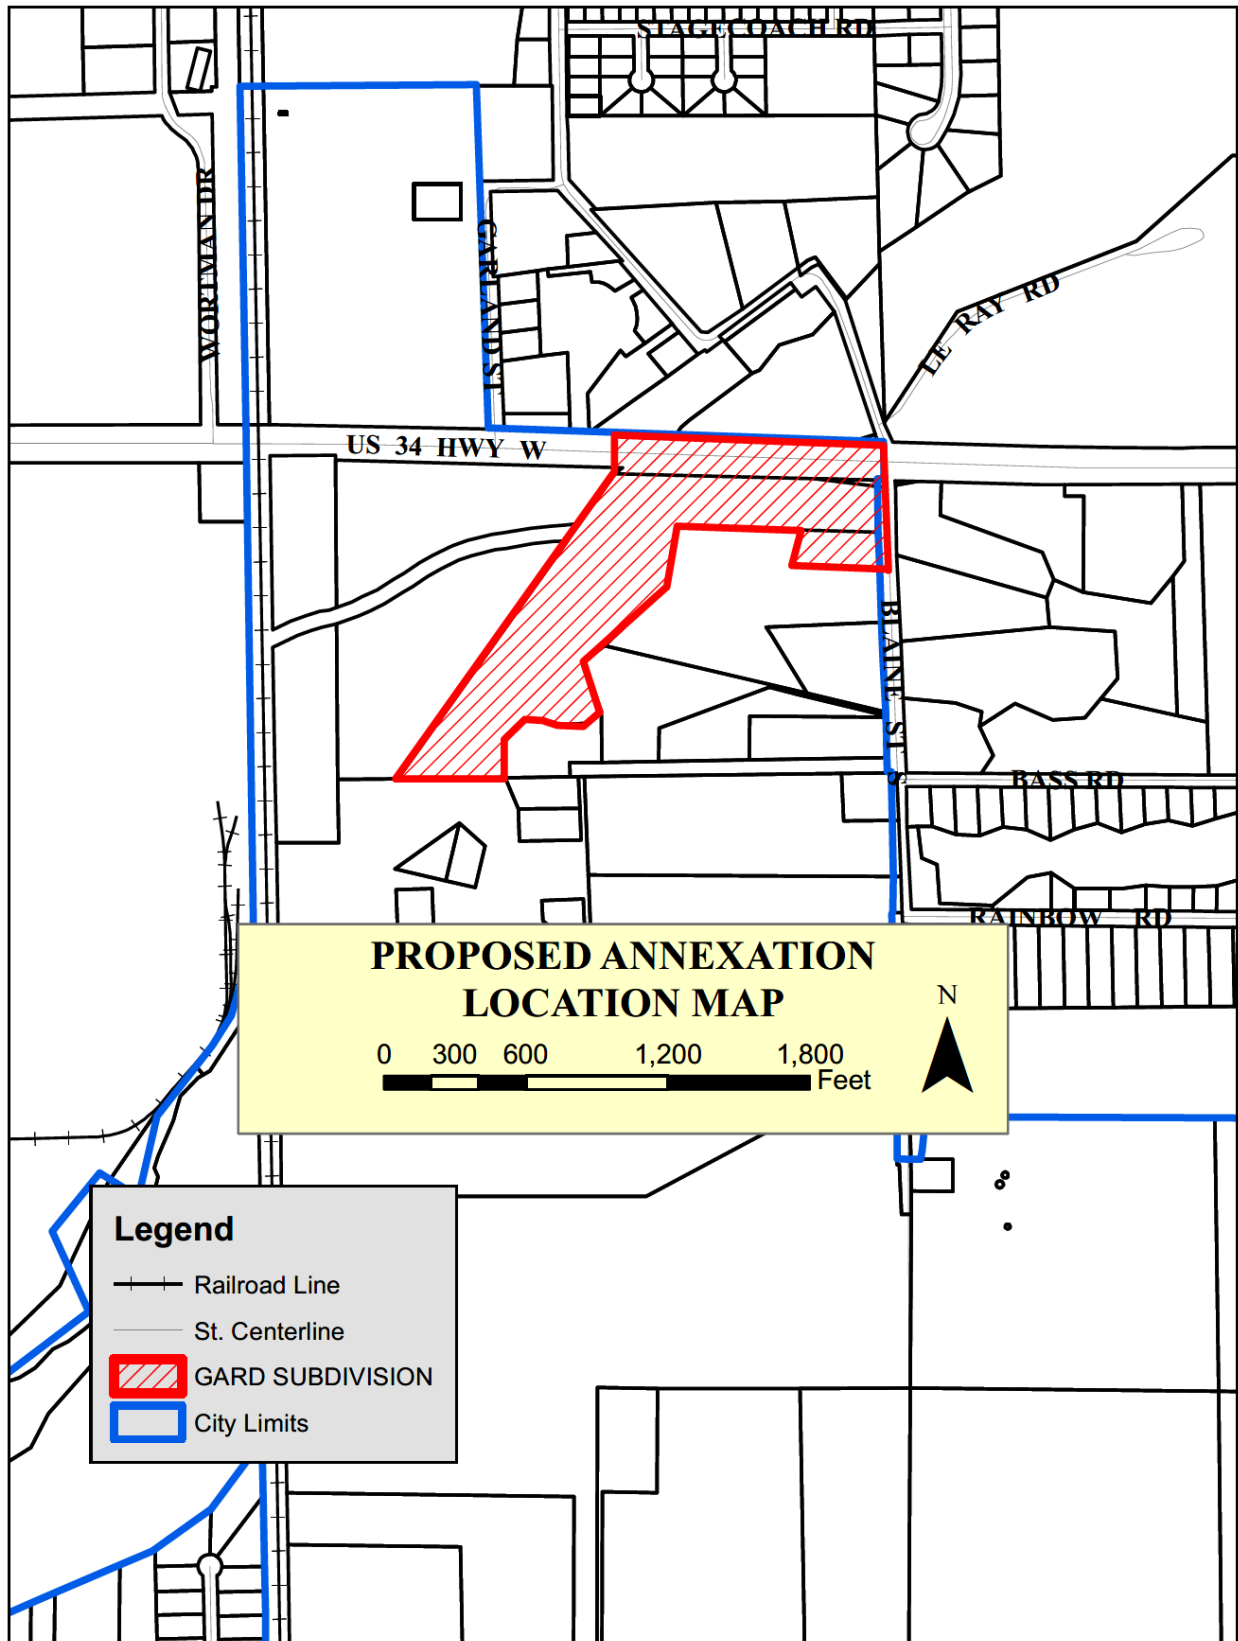 STAGECOACH RD
WORTMAN DR
GARLAND ST
LE RAY RD
US 34 HWY W
BLAINE ST S
BASS RD
RAINBOW RD
PROPOSED ANNEXATION
LOCATION MAP
N
0 300 600 1,200 1,800
Feet
Legend
Railroad Line
St. Centerline
GARD SUBDIVISION
City Limits